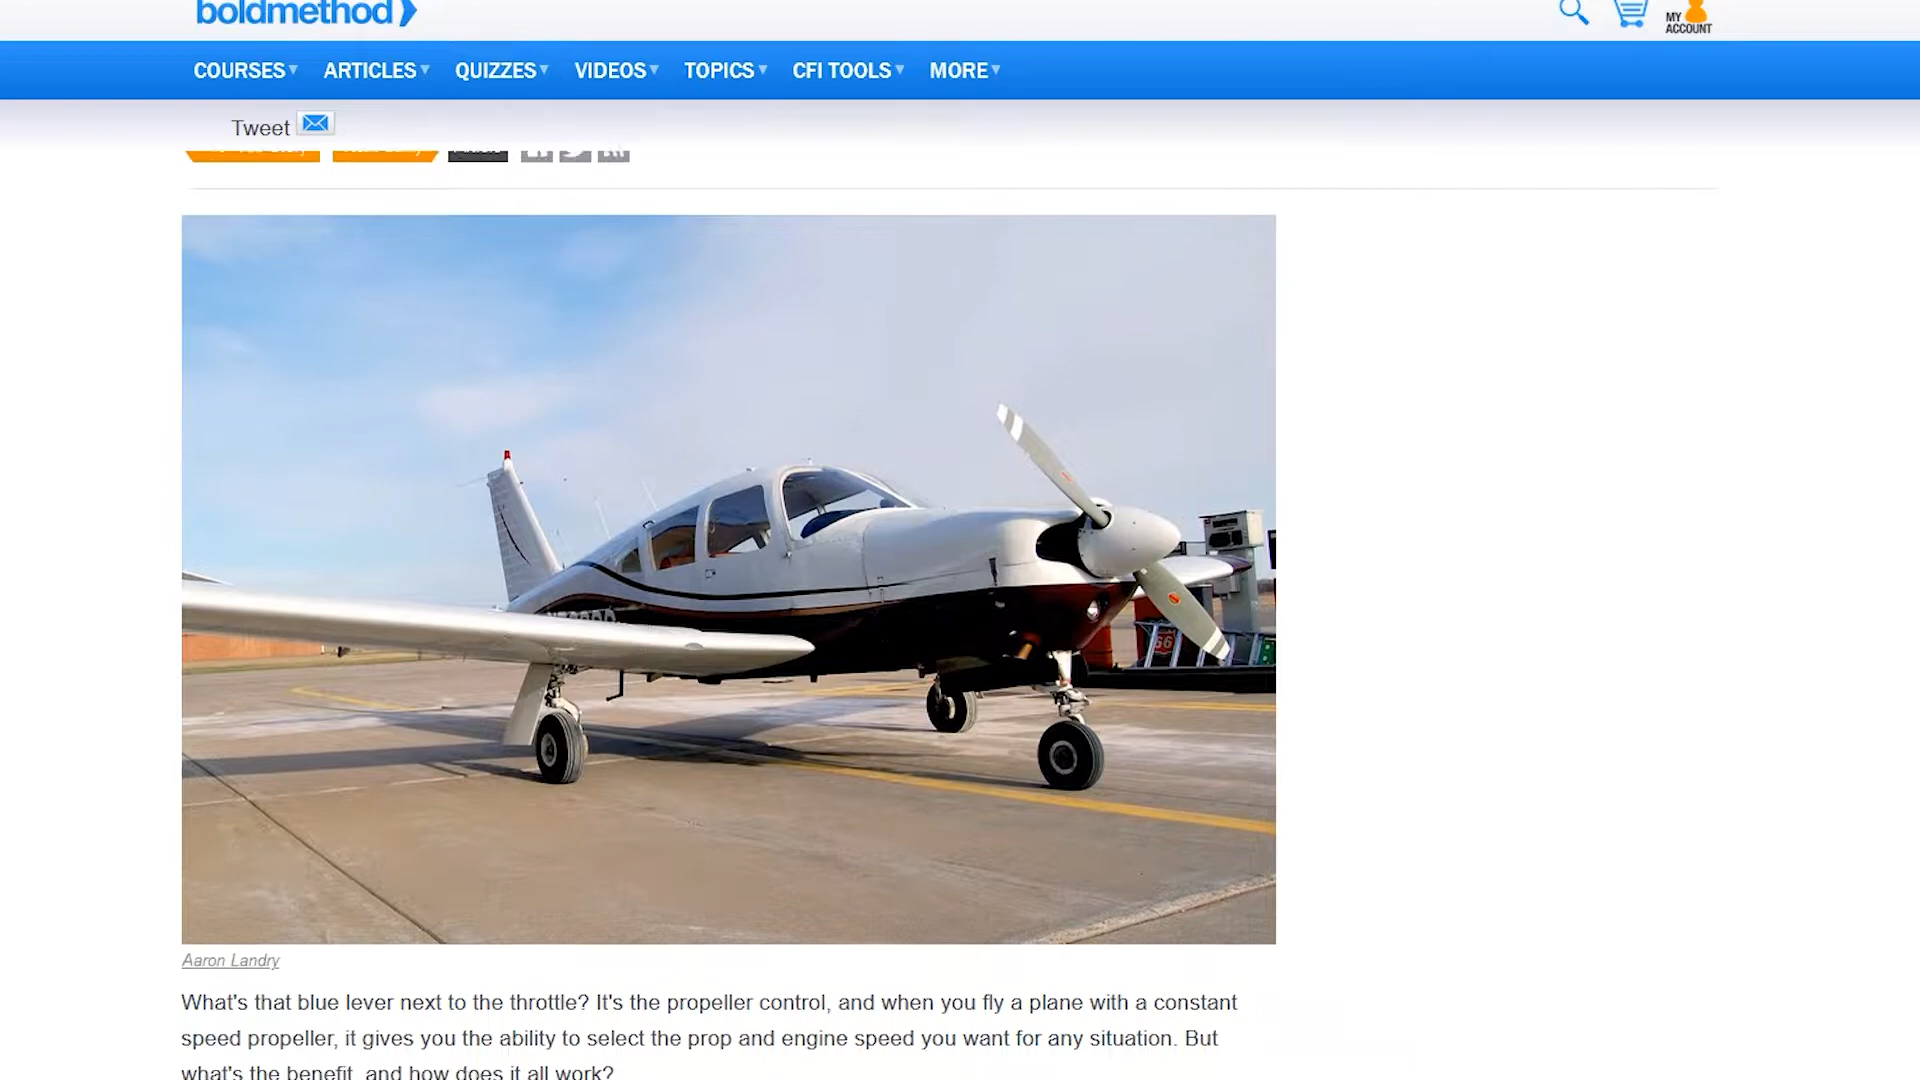 boldmethod
MY
ACCOUNT
COURSES ARTICLES QUIZZES VIDEOS TOPICS CFI TOOLS MORE
Tweet
66
Aaron Landry
What's that blue lever next to the throttle? It's the propeller control, and when you fly a plane with a constant
speed propeller, it gives you the ability to select the prop and engine speed you want for any situation. But
what's the benefit, and how does it all work?